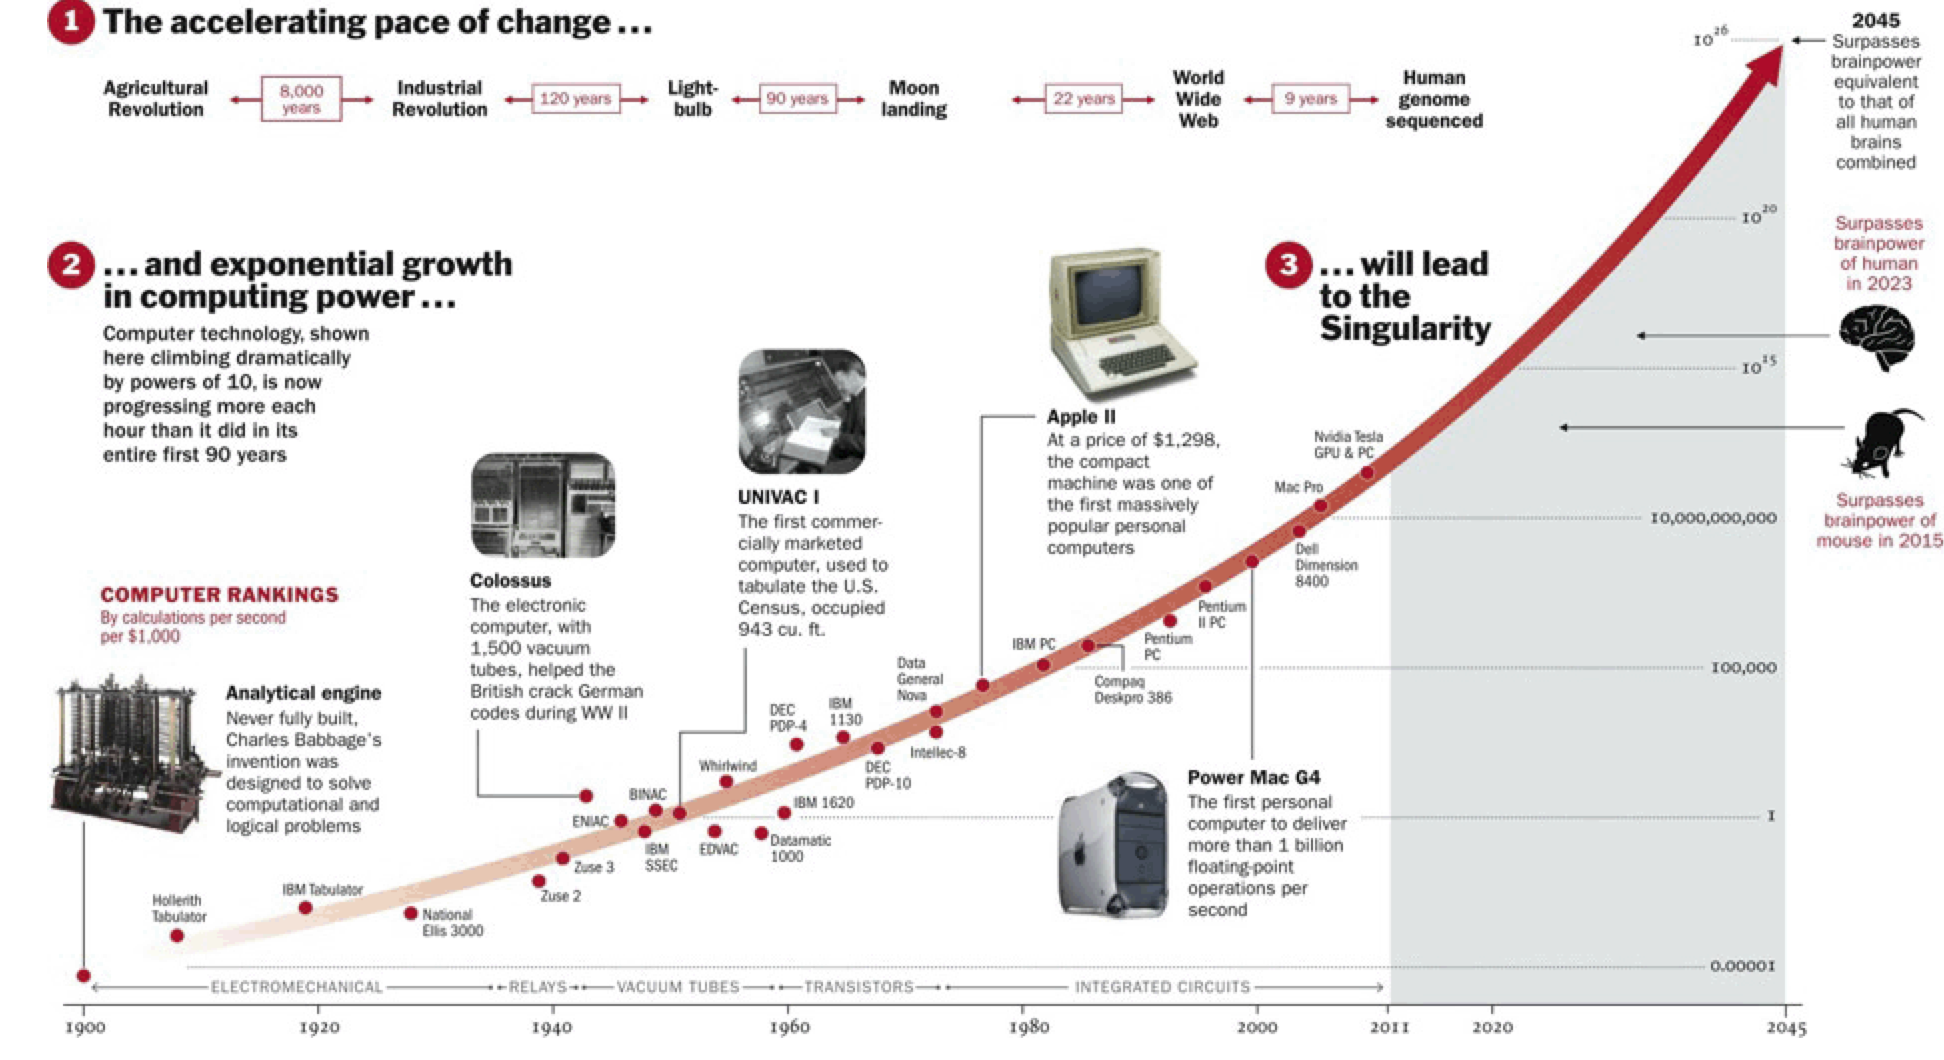 1 The accelerating pace of change...
Agricultural
Revolution
8,000
years
Industrial
Revolution
120 years
Light-
bulb
90 years
Moon
landing
22 years
World
Wide
Web
9 years
Human
genome
sequenced
2 ...and exponential growth
in computing power...
Computer technology, shown
here climbing dramatically
by powers of 10, is now
progressing more each
hour than it did in its
entire first 90 years
COMPUTER RANKINGS
By calculations per second
per $1,000
Analytical engine
Never fully built,
Charles Babbage's
invention was
designed to solve
computational and
logical problems
Colossus
The electronic
computer, with
1,500 vacuum
tubes, helped the
British crack German
codes during WW II
UNIVAC I
The first commer-
cially marketed
computer, used to
tabulate the U.S.
Census, occupied
943 cu. ft.
Apple II
At a price of $1,298,
the compact
machine was one of
the first massively
popular personal
computers
Power Mac G4
The first personal
computer to deliver
more than 1 billion
floating-point
operations per
second
3 ...will lead
to the
Singularity
Hollerith
Tabulator
IBM Tabulator
National
Ellis 3000
Zuse 2
Zuse 3
ENIAC
BINAC
IBM
SSEC
Whirlwind
EDVAC
DEC
PDP-4
IBM 1620
Datamatic
1000
IBM
1130
DEC
PDP-10
Data
General
Nova
Intellec-8
IBM PC
Compaq
Deskpro 386
Pentium
PC
Pentium
II PC
Dell
Dimension
8400
Mac Pro
Nvidia Tesla
GPU & PC
10²⁶
10²⁰
10¹⁵
10,000,000,000
100,000
1
0.00001
2045
Surpasses
brainpower
equivalent
to that of
all human
brains
combined
Surpasses
brainpower
of human
in 2023
Surpasses
brainpower of
mouse in 2015
ELECTROMECHANICAL
RELAYS
VACUUM TUBES
TRANSISTORS
INTEGRATED CIRCUITS
1900
1920
1940
1960
1980
2000
2011
2020
2045